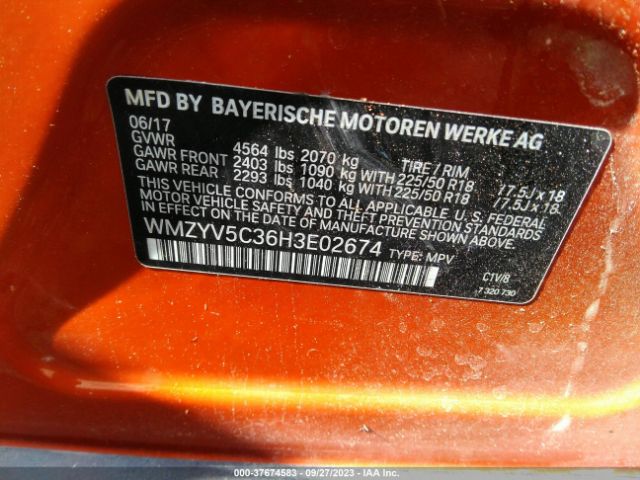 MFD BY BAYERISCHE MOTOREN WERKE AG
06/17
GVWR 4564 lbs 2070 kg TIRE / RIM
GAWR FRONT 2403 lbs 1090 kg WITH 225/50 R18 /7.5J x 18
GAWR REAR 2293 lbs 1040 kg WITH 225/50 R18 /7.5J x 18
THIS VEHICLE CONFORMS TO ALL APPLICABLE U. S. FEDERAL
MOTOR VEHICLE SAFETY AND THEFT PREVENTION STANDARDS
IN EFFECT ON THE DATE OF MANUFACTURE SHOWN ABOVE.
WMZYV5C36H3E02674 TYPE: MPV
C1V/8
7 320 730
000-37674583 - 09/27/2023 - IAA Inc.